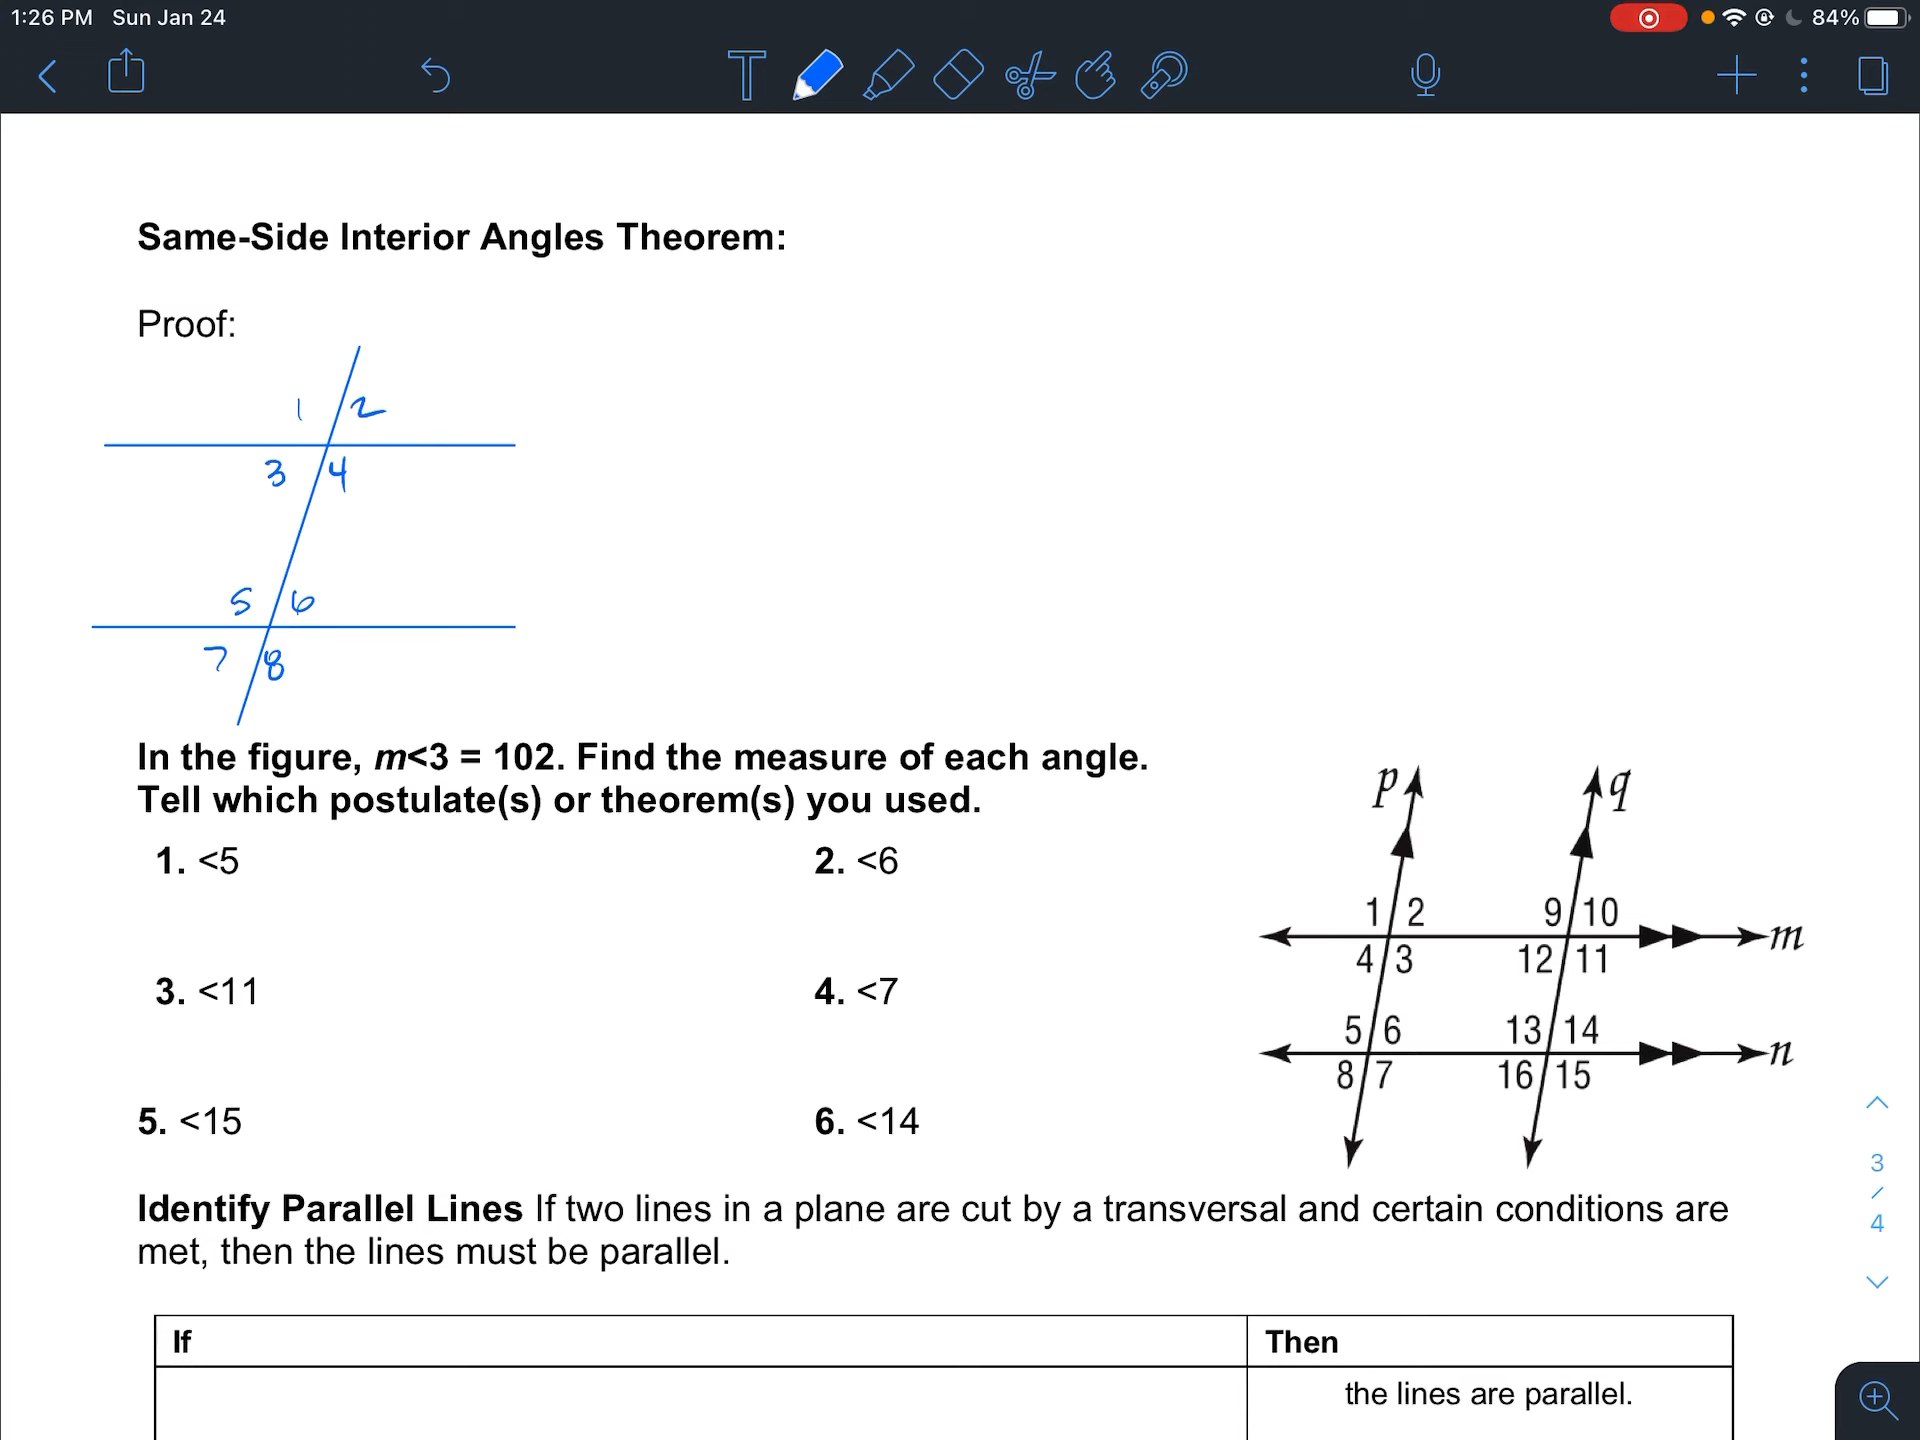 1:26 PM Sun Jan 24
84%
T
Same-Side Interior Angles Theorem:
Proof:
1 2
3 4
5 6
7 8
In the figure, m<3 = 102. Find the measure of each angle.
Tell which postulate(s) or theorem(s) you used.
1. <5
2. <6
3. <11
4. <7
5. <15
6. <14
p q
1 2 9 10
m
4 3 12 11
5 6 13 14
n
8 7 16 15
3
/
4
Identify Parallel Lines If two lines in a plane are cut by a transversal and certain conditions are
met, then the lines must be parallel.
If
Then
the lines are parallel.